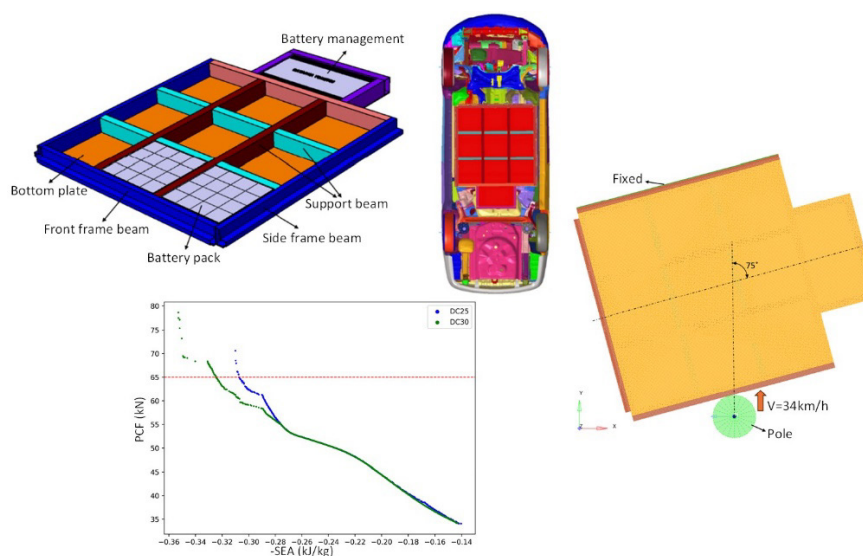 Battery management
Bottom plate
Support beam
Front frame beam
Side frame beam
Battery pack
Fixed
75°
V=34km/h
Pole
Y
Z
X
DC25
DC30
PCF (kN)
80
75
70
65
60
55
50
45
40
35
−0.36 −0.34 −0.32 −0.30 −0.28 −0.26 −0.24 −0.22 −0.20 −0.18 −0.16 −0.14
-SEA (kJ/kg)